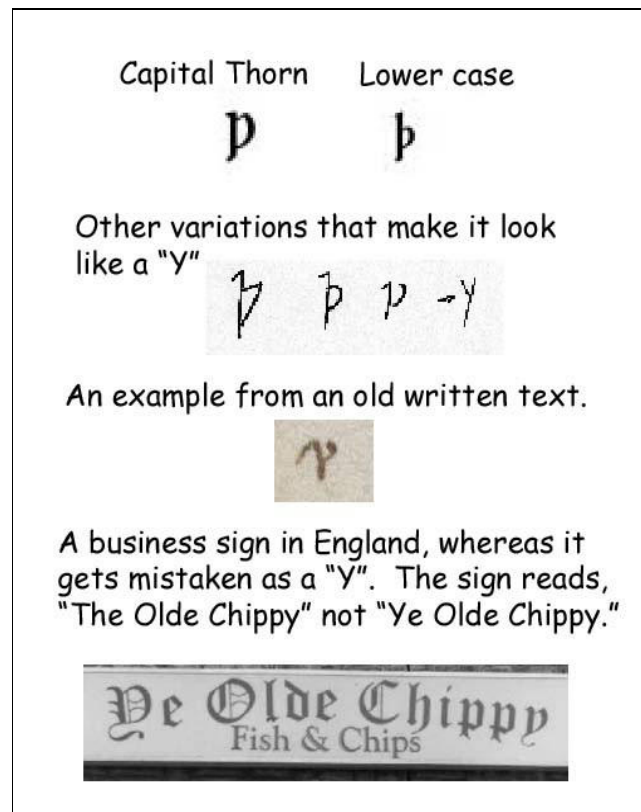 Capital Thorn Lower case
Þ þ
Other variations that make it look
like a "Y"
An example from an old written text.
A business sign in England, whereas it
gets mistaken as a "Y". The sign reads,
"The Olde Chippy" not "Ye Olde Chippy."
Ye Olde Chippy
Fish & Chips